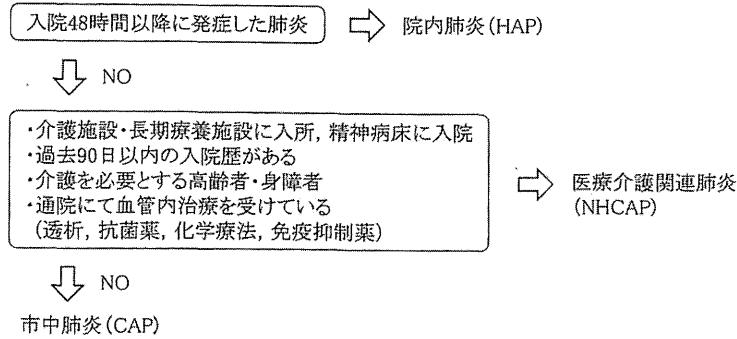 入院48時間以降に発症した肺炎
院内肺炎(HAP)
NO
・介護施設・長期療養施設に入所, 精神病床に入院
・過去90日以内の入院歴がある
・介護を必要とする高齢者・身障者
・通院にて血管内治療を受けている
(透析, 抗菌薬, 化学療法, 免疫抑制薬)
医療介護関連肺炎
(NHCAP)
NO
市中肺炎(CAP)